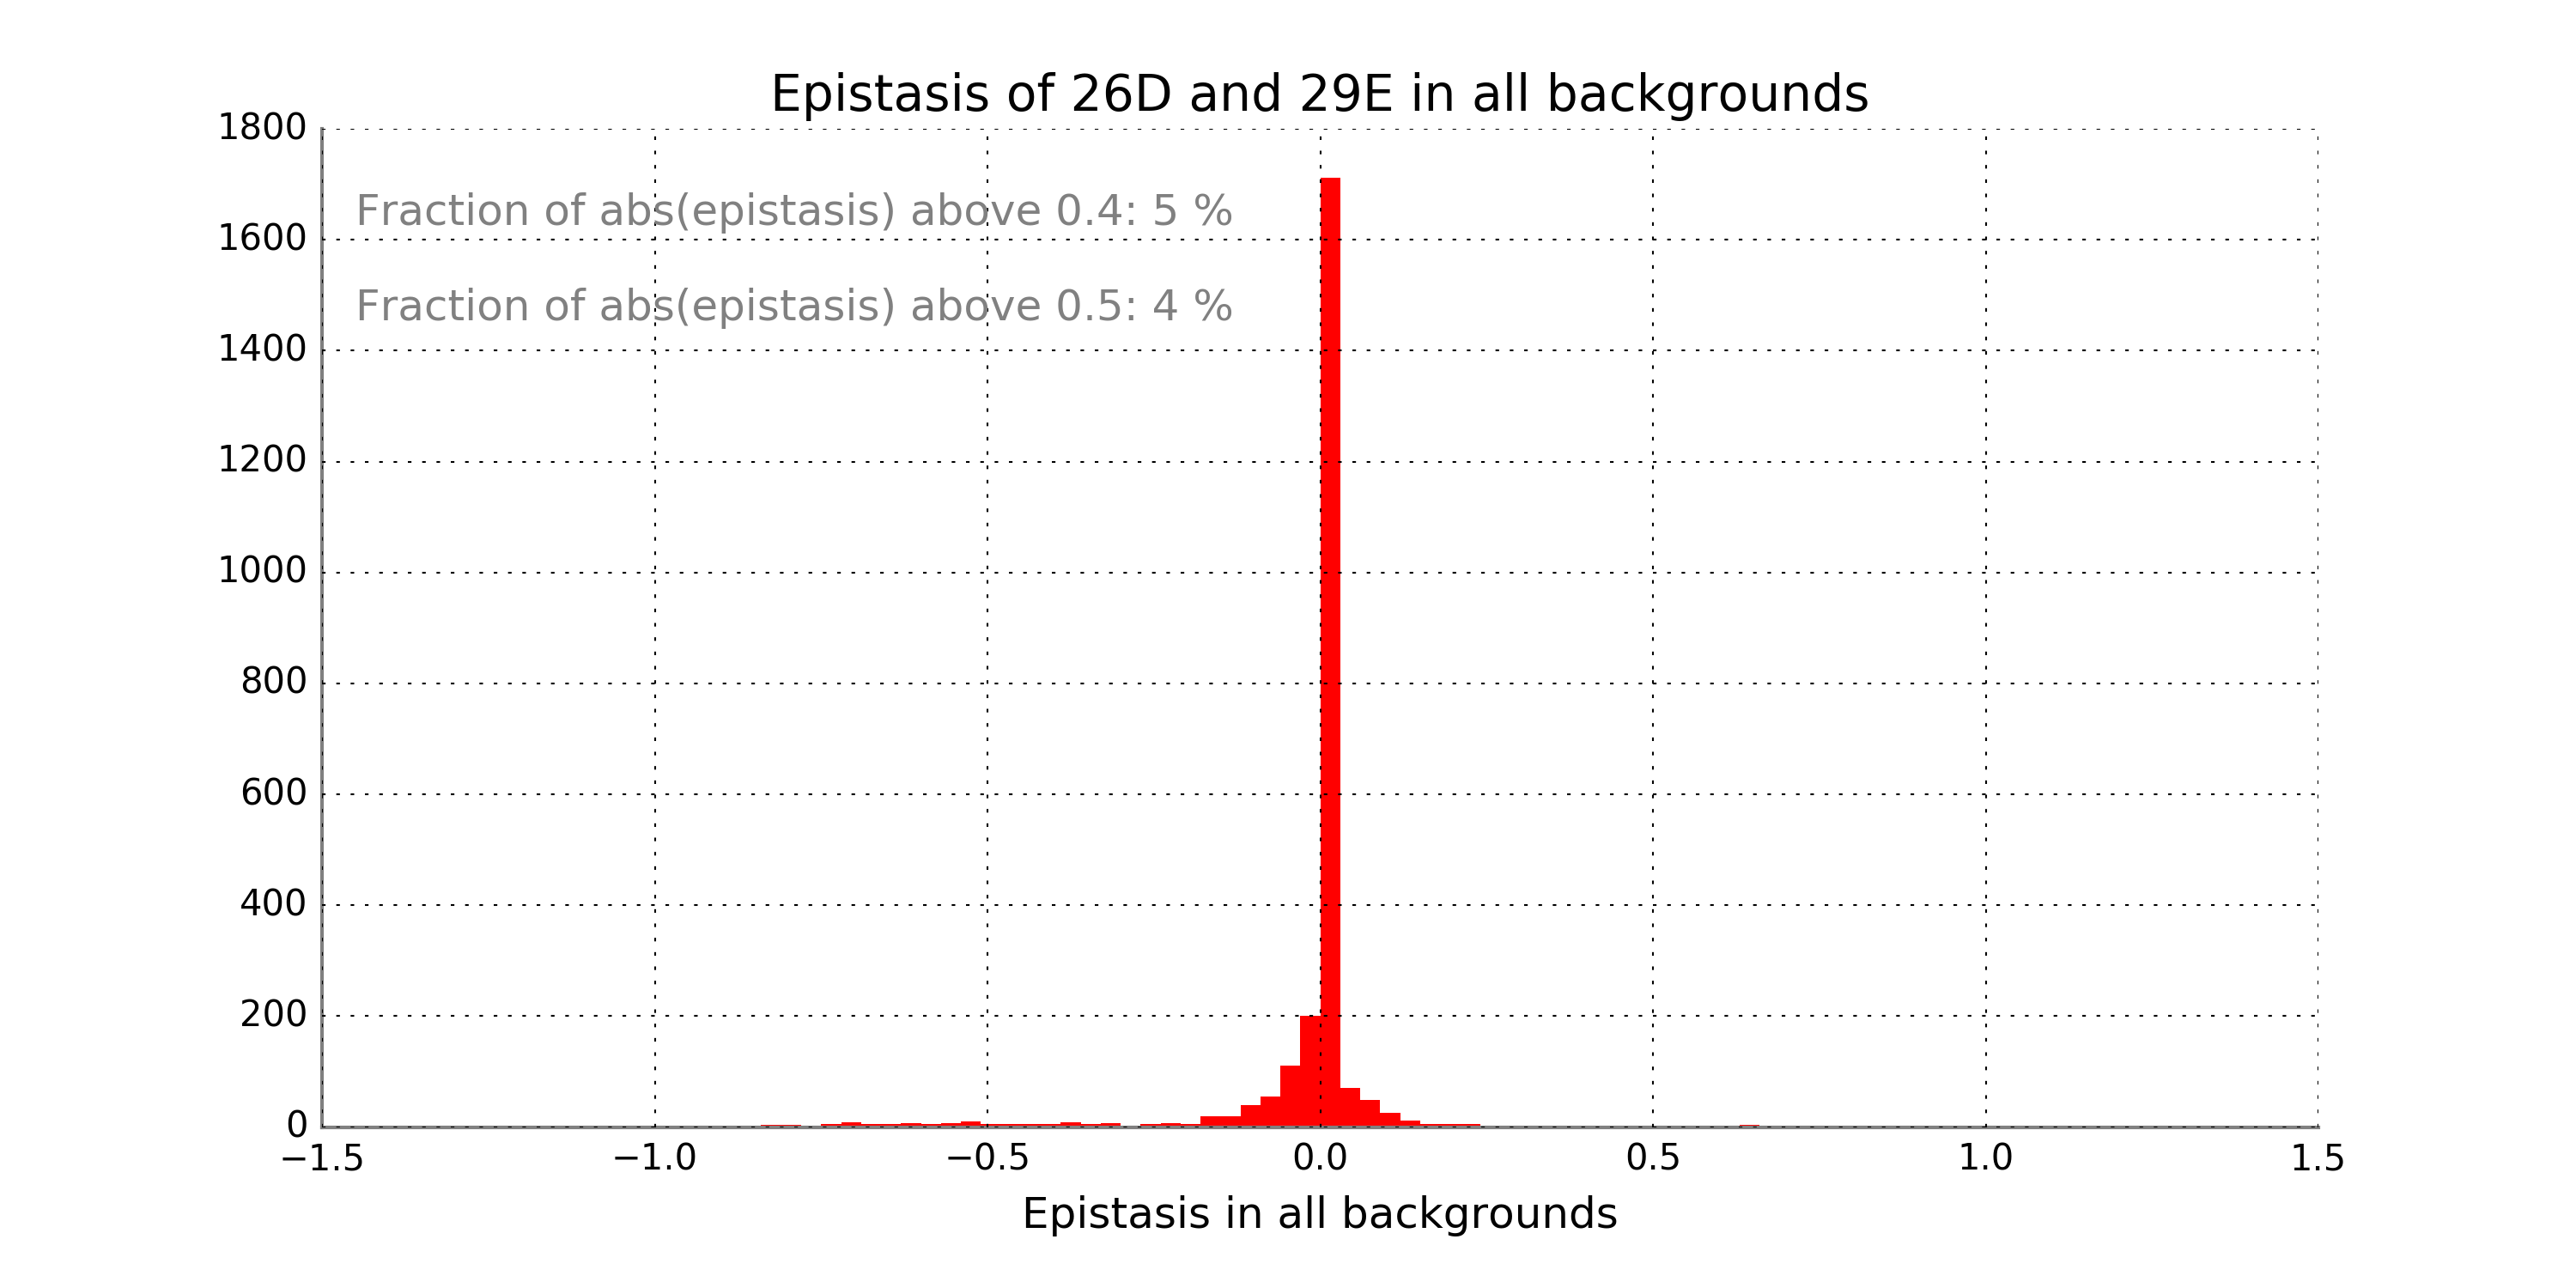 Epistasis of 26D and 29E in all backgrounds
1800
Fraction of abs(epistasis) above 0.4: 5 %
1600
Fraction of abs(epistasis) above 0.5: 4 %
1400
1200
1000
800
600
400
200
0
−1.5 −1.0 −0.5 0.0 0.5 1.0 1.5
Epistasis in all backgrounds